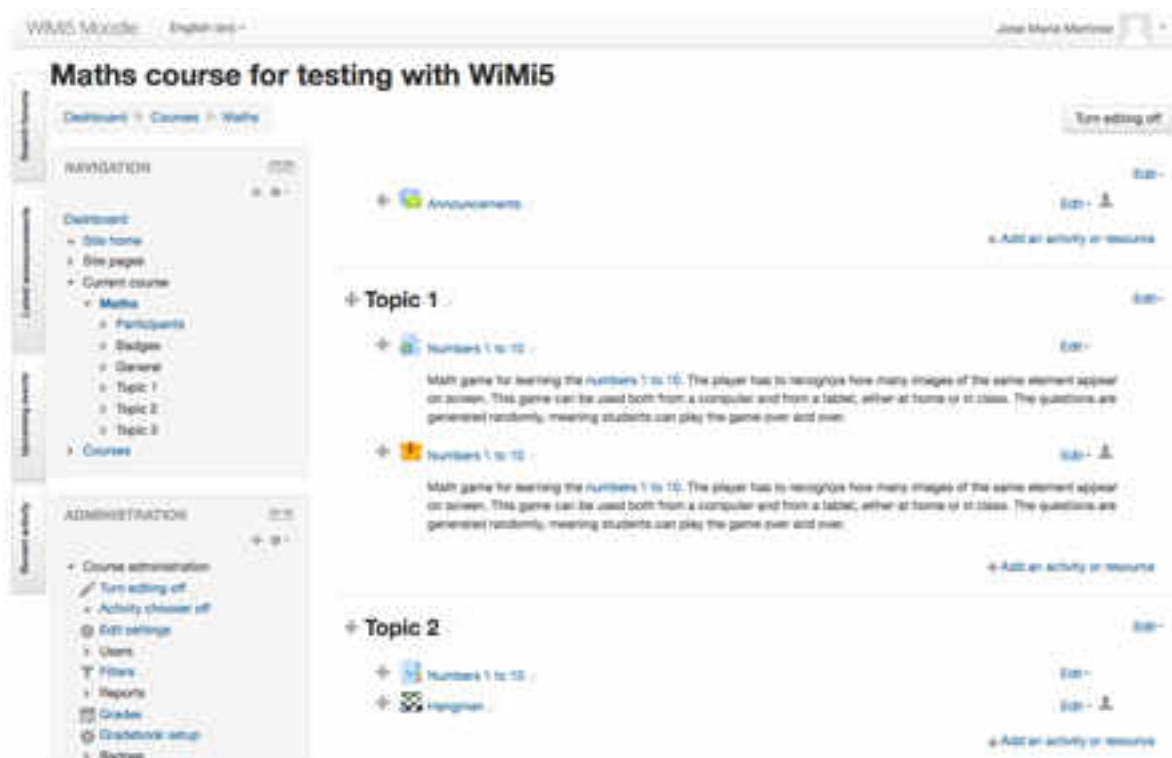 WiMi5 Moodle English (en)
Jose Maria Martinez
Maths course for testing with WiMi5
Dashboard Courses Maths
Turn editing off
Search forums
Latest announcements
Upcoming events
Recent activity
NAVIGATION
Dashboard
Site home
Site pages
Current course
Maths
Participants
Badges
General
Topic 1
Topic 2
Topic 3
Courses
ADMINISTRATION
Course administration
Turn editing off
Activity chooser off
Edit settings
Users
Filters
Reports
Grades
Gradebook setup
Badges
Edit
Announcements
Edit
Add an activity or resource
Topic 1
Edit
Numbers 1 to 10
Edit
Math game for learning the numbers 1 to 10. The player has to recognize how many images of the same element appear
on screen. This game can be used both from a computer and from a tablet, either at home or in class. The questions are
generated randomly, meaning students can play the game over and over.
Numbers 1 to 10
Edit
Math game for learning the numbers 1 to 10. The player has to recognize how many images of the same element appear
on screen. This game can be used both from a computer and from a tablet, either at home or in class. The questions are
generated randomly, meaning students can play the game over and over.
Add an activity or resource
Topic 2
Edit
Numbers 1 to 10
Edit
Hangman
Edit
Add an activity or resource